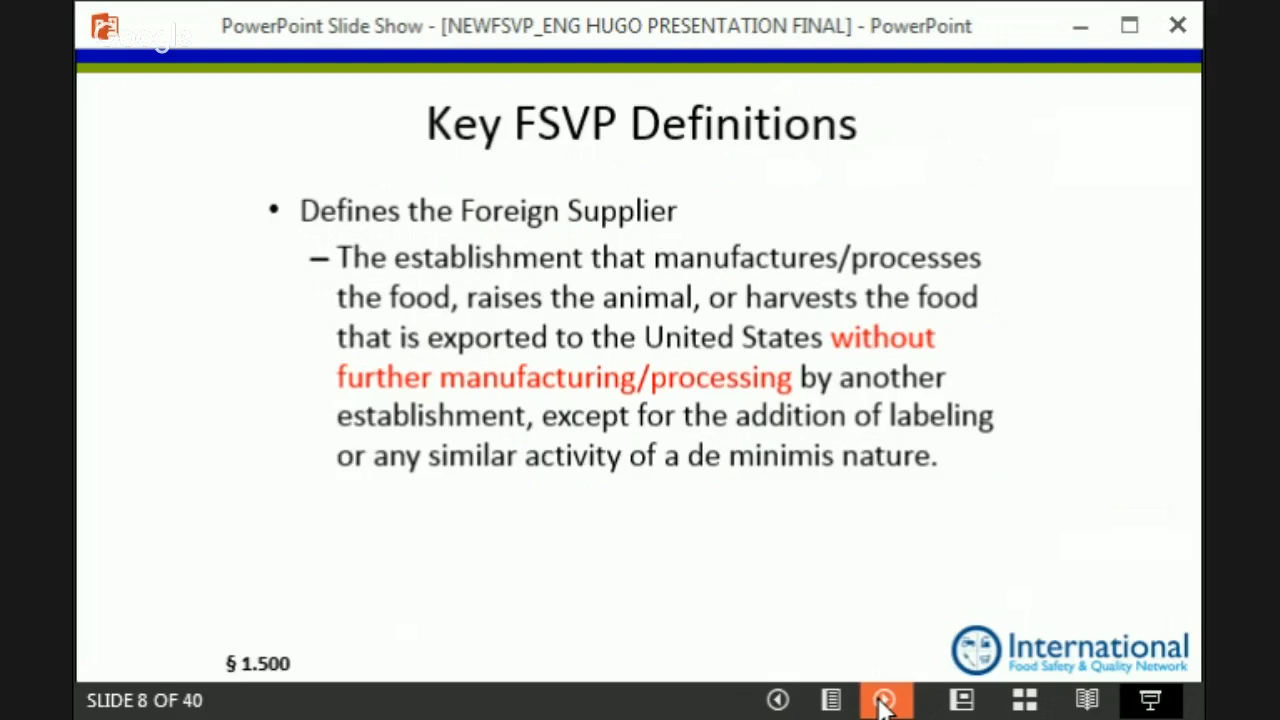 Google
PowerPoint Slide Show - [NEWFSVP_ENG HUGO PRESENTATION FINAL] - PowerPoint
Key FSVP Definitions
• Defines the Foreign Supplier
– The establishment that manufactures/processes
the food, raises the animal, or harvests the food
that is exported to the United States without
further manufacturing/processing by another
establishment, except for the addition of labeling
or any similar activity of a de minimis nature.
§ 1.500
International
Food Safety & Quality Network
SLIDE 8 OF 40